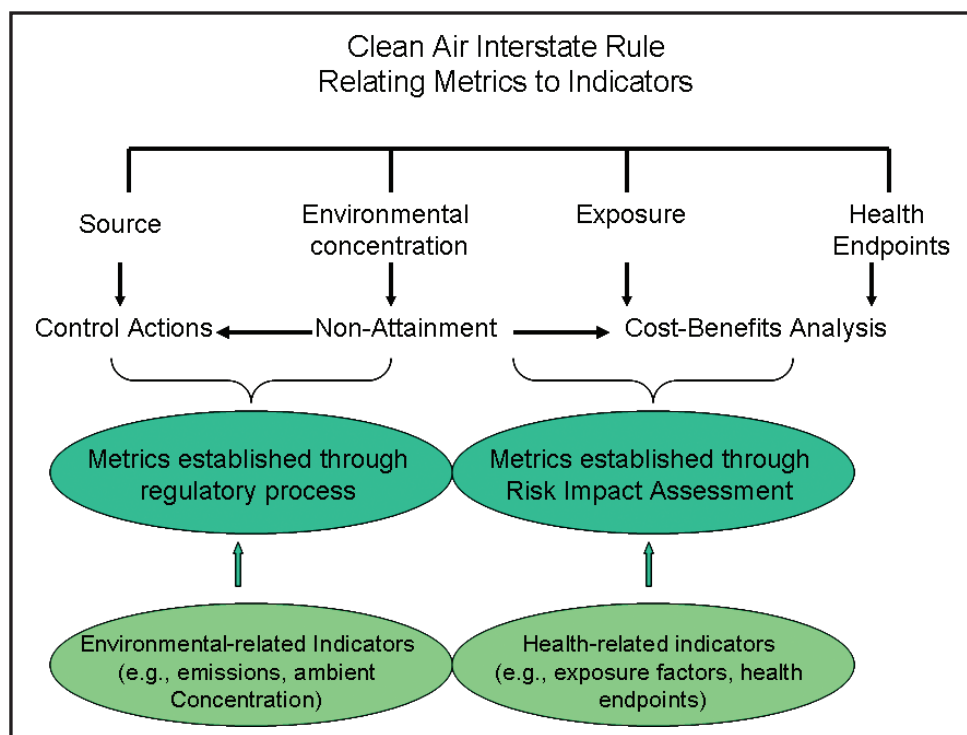 Clean Air Interstate Rule
Relating Metrics to Indicators
Source
Environmental
concentration
Exposure
Health
Endpoints
Control Actions
Non-Attainment
Cost-Benefits Analysis
Metrics established through
regulatory process
Metrics established through
Risk Impact Assessment
Environmental-related Indicators
(e.g., emissions, ambient
Concentration)
Health-related indicators
(e.g., exposure factors, health
endpoints)